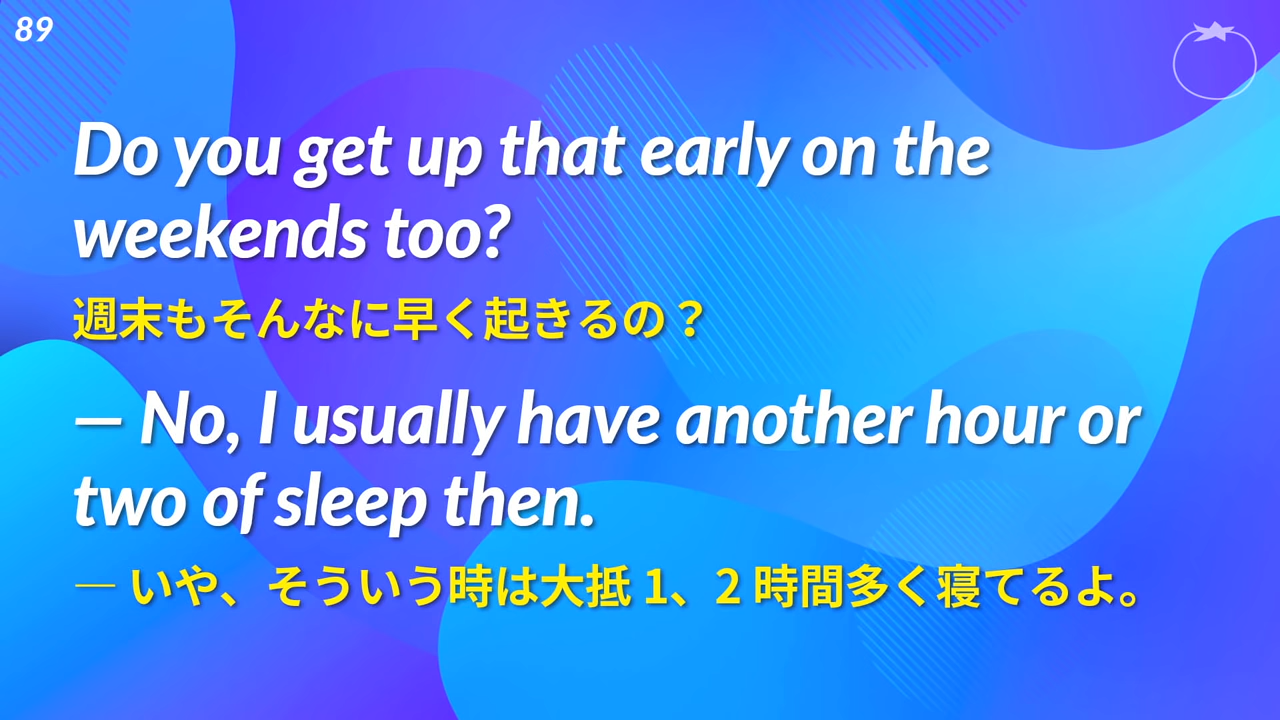 89
Do you get up that early on the
weekends too?
週末もそんなに早く起きるの？
— No, I usually have another hour or
two of sleep then.
— いや、そういう時は大抵 1、2 時間多く寝てるよ。